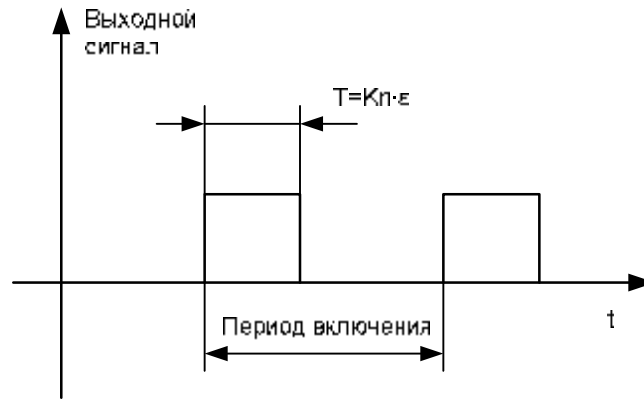 Выходной
сигнал
T=Kп·ε
Период включения
t